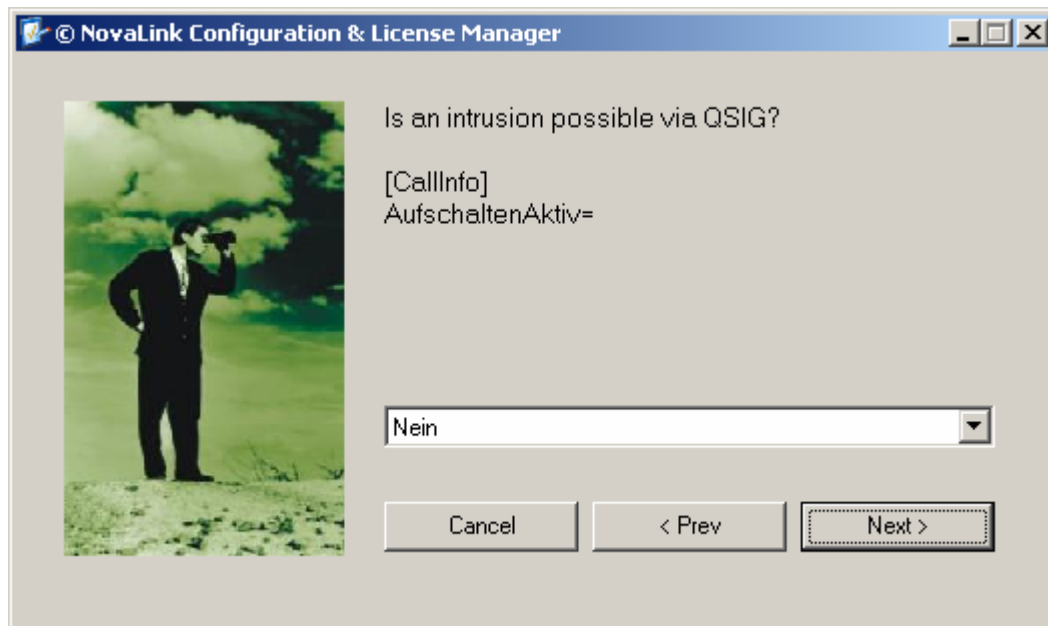 © NovaLink Configuration & License Manager
Is an intrusion possible via QSIG?
[CallInfo]
AufschaltenAktiv=
Nein
Cancel
< Prev
Next >